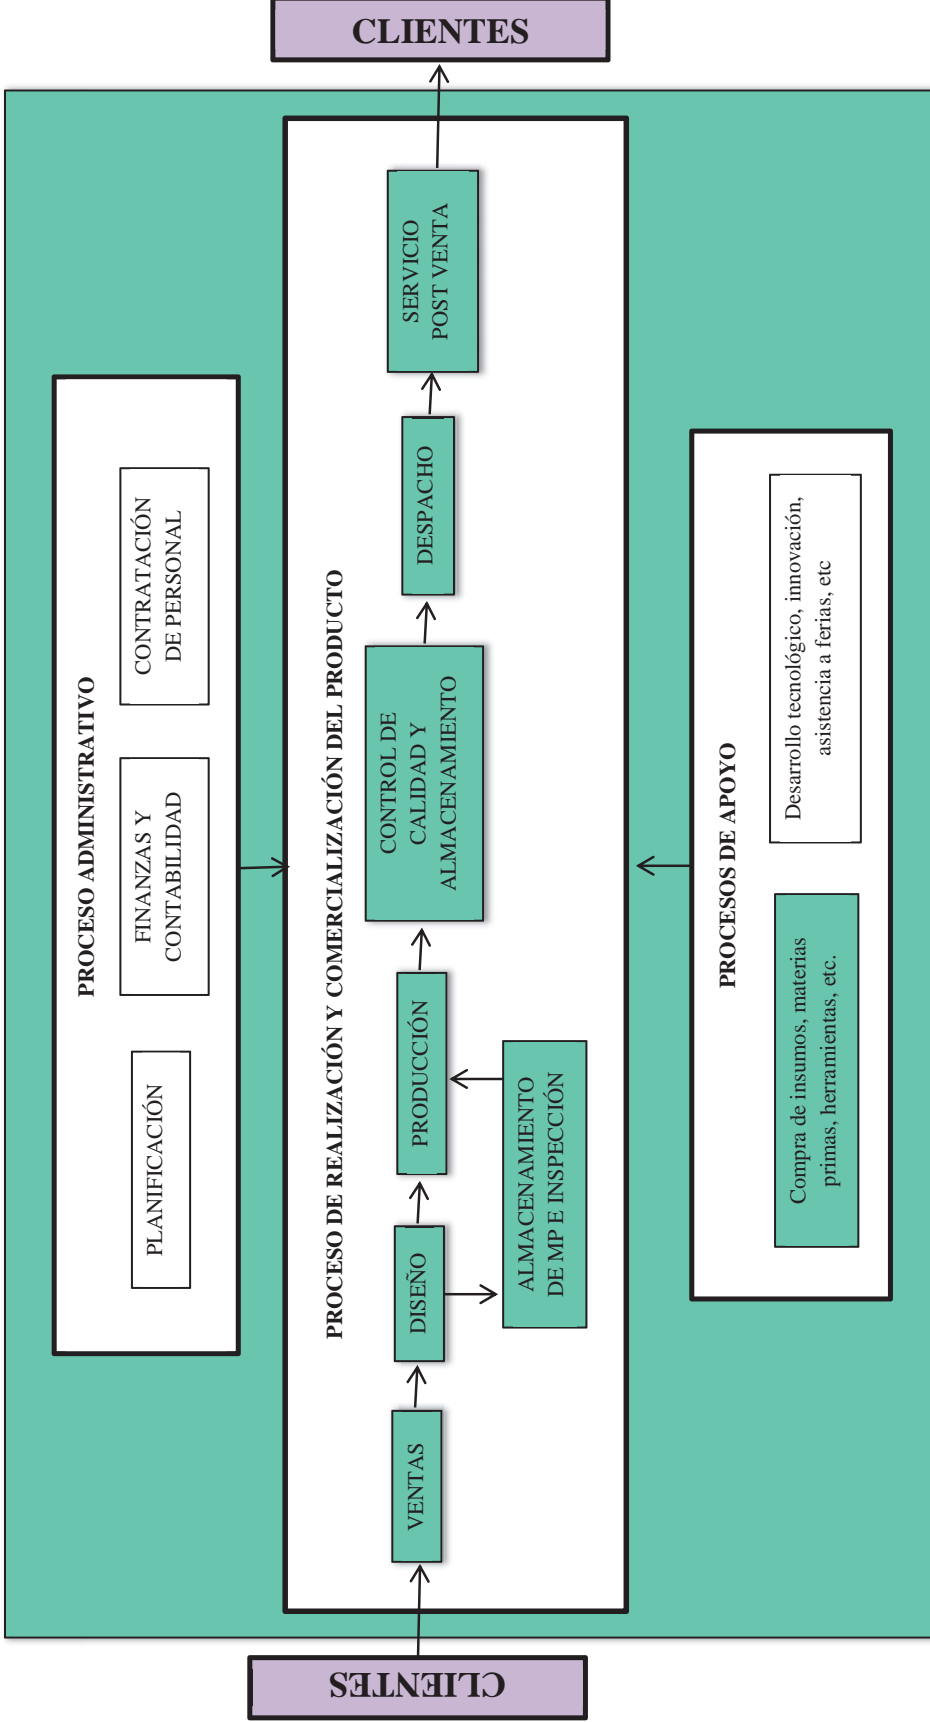 CLIENTES
PROCESO ADMINISTRATIVO
PLANIFICACIÓN
FINANZAS Y
CONTABILIDAD
CONTRATACIÓN
DE PERSONAL
PROCESO DE REALIZACIÓN Y COMERCIALIZACIÓN DEL PRODUCTO
VENTAS
DISEÑO
PRODUCCIÓN
CONTROL DE
CALIDAD Y
ALMACENAMIENTO
DESPACHO
SERVICIO
POST VENTA
ALMACENAMIENTO
DE MP E INSPECCIÓN
PROCESOS DE APOYO
Compra de insumos, materias
primas, herramientas, etc.
Desarrollo tecnológico, innovación,
asistencia a ferias, etc
CLIENTES